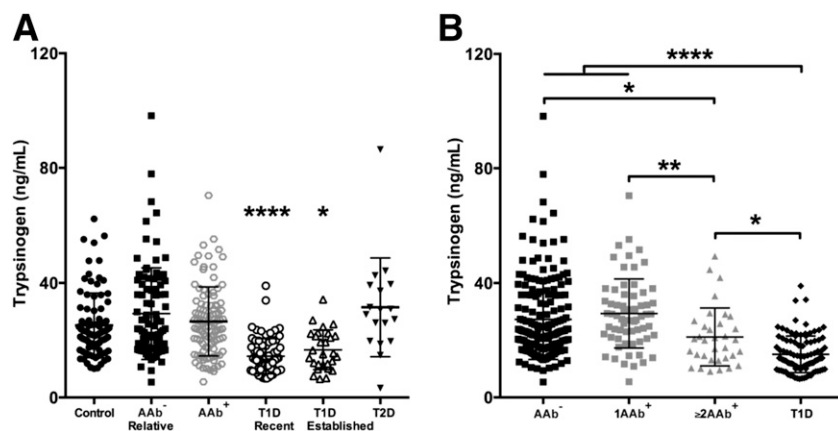 A
B
120
80
40
0
Trypsinogen (ng/mL)
**** *
Control AAb⁻ AAb⁺ T1D T1D T2D
Relative Recent Established
120
80
40
0
Trypsinogen (ng/mL)
****
*
**
*
AAb⁻ 1AAb⁺ ≥2AAb⁺ T1D